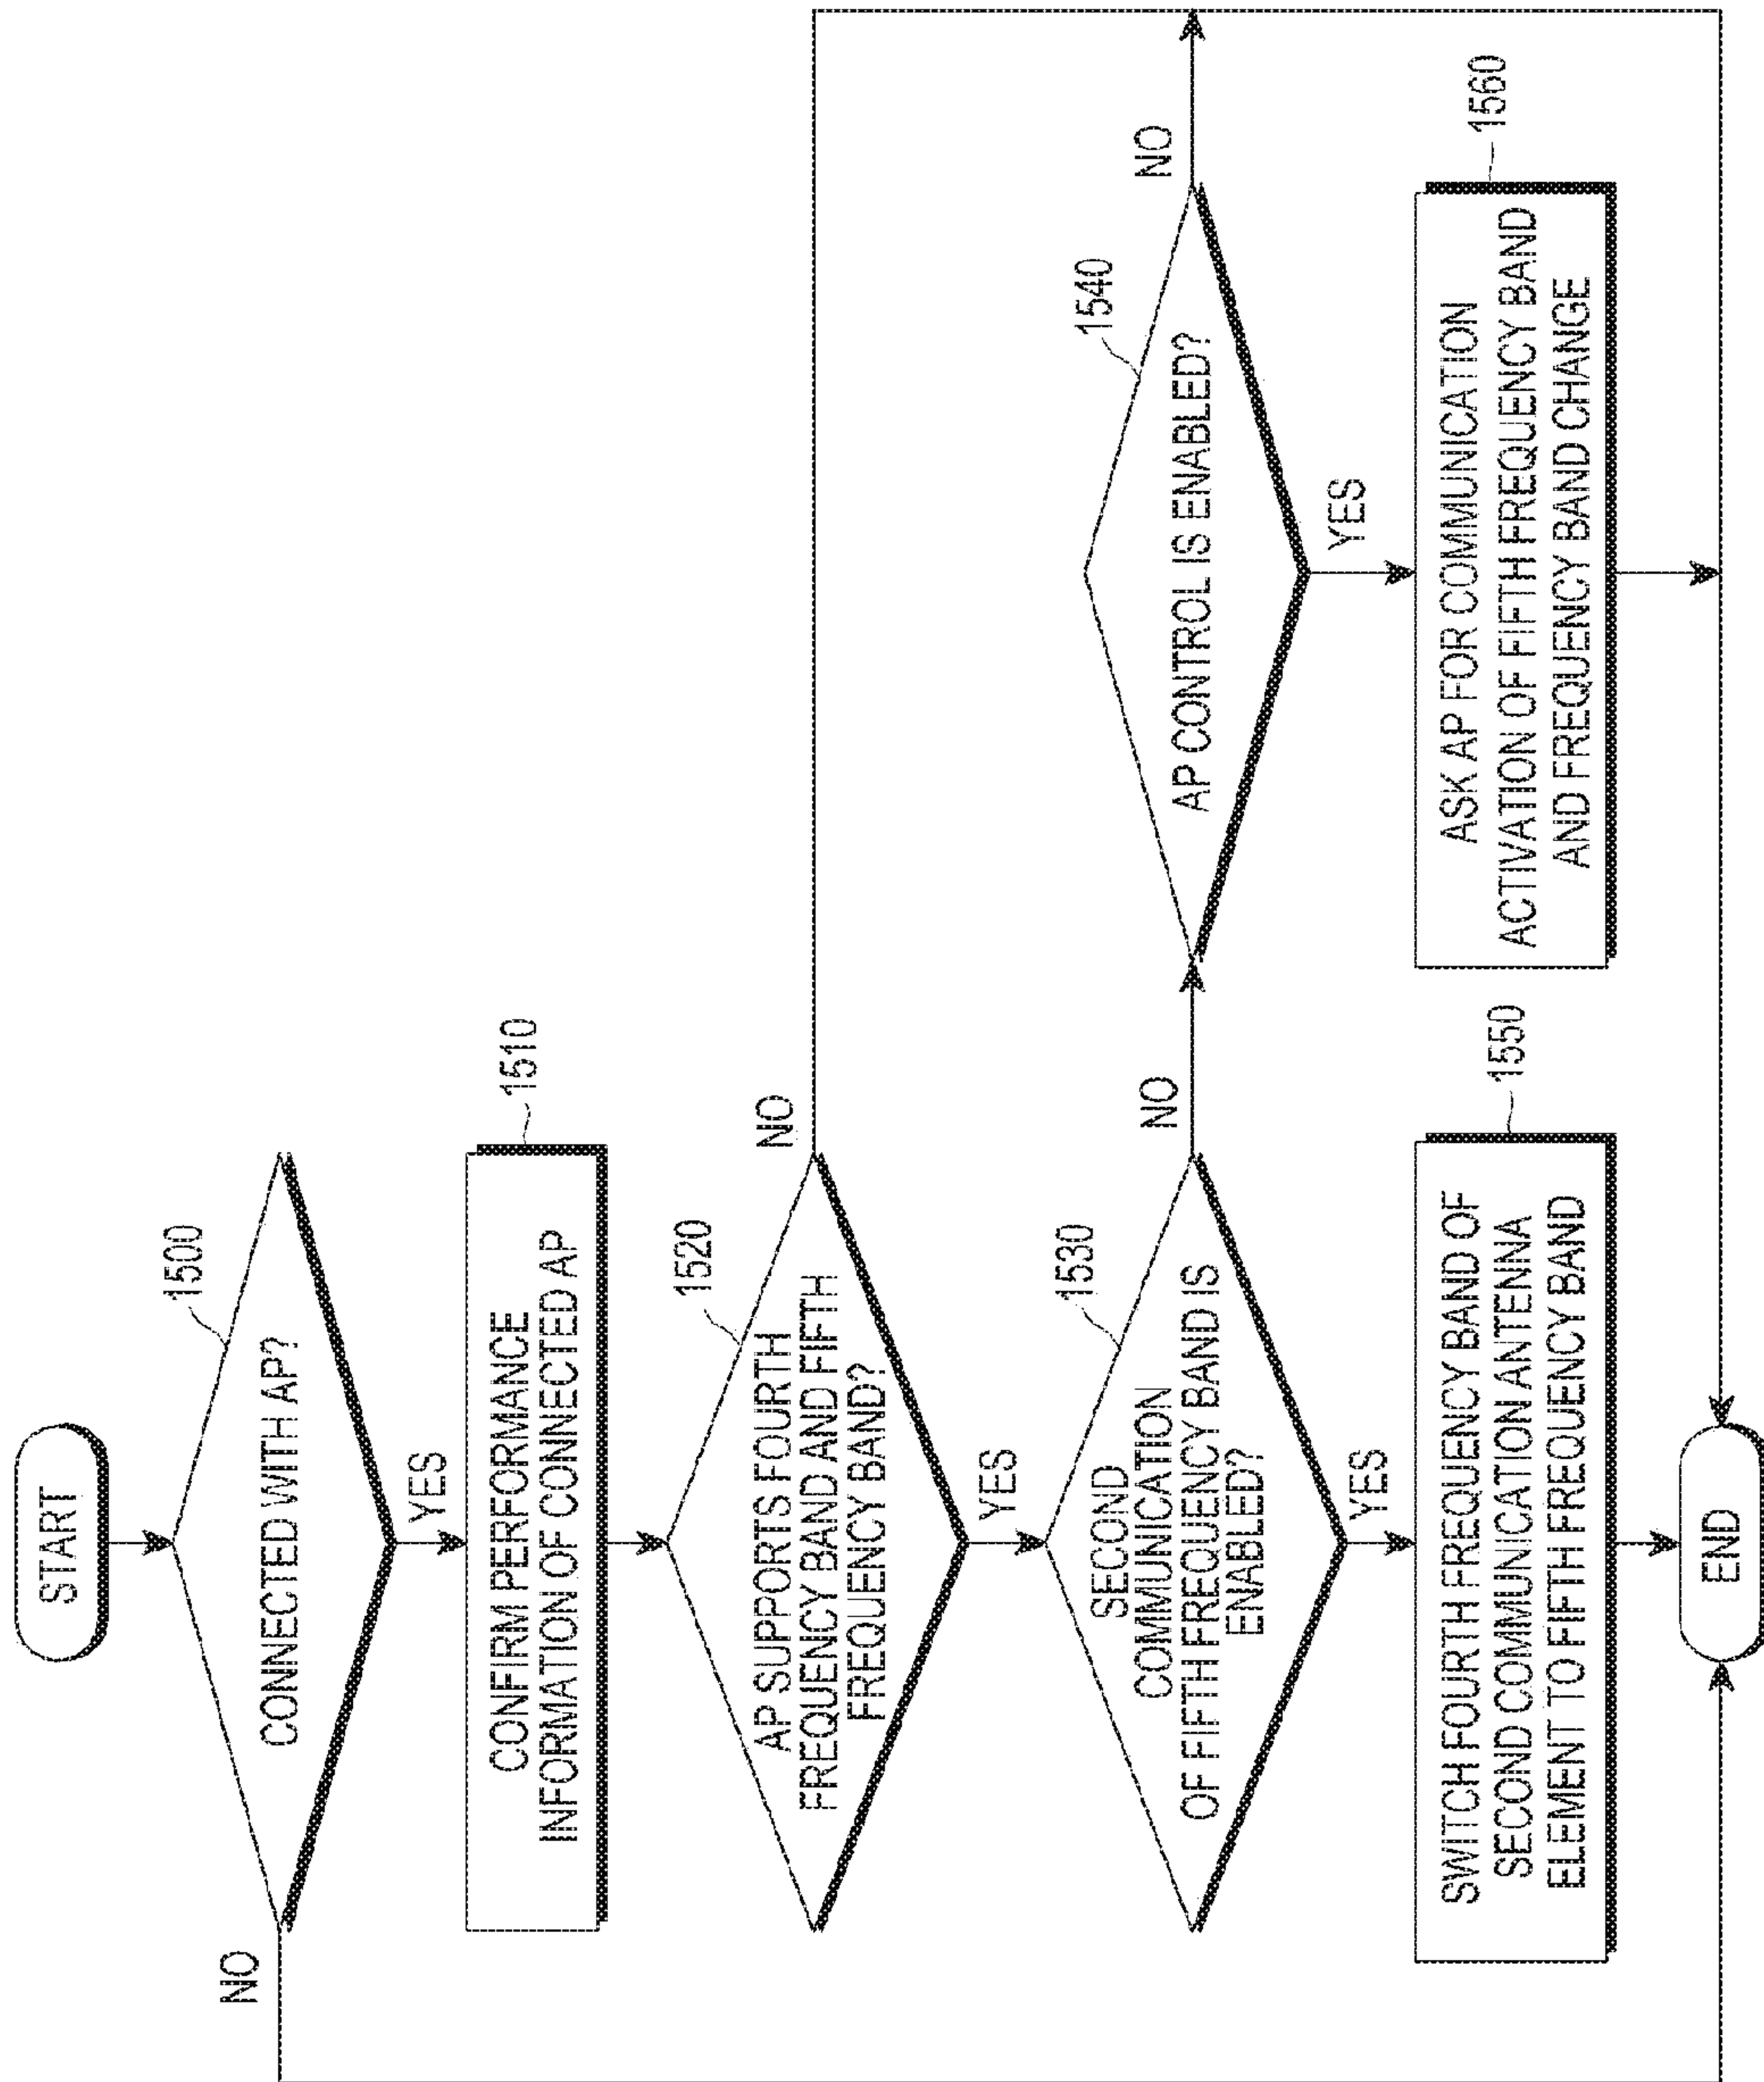 START
1500
CONNECTED WITH AP?
NO
YES
1510
CONFIRM PERFORMANCE
INFORMATION OF CONNECTED AP
1520
AP SUPPORTS FOURTH
FREQUENCY BAND AND FIFTH
FREQUENCY BAND?
NO
YES
1530
SECOND
COMMUNICATION
OF FIFTH FREQUENCY BAND IS
ENABLED?
NO
YES
1540
AP CONTROL IS ENABLED?
NO
YES
1550
SWITCH FOURTH FREQUENCY BAND OF
SECOND COMMUNICATION ANTENNA
ELEMENT TO FIFTH FREQUENCY BAND
1560
ASK AP FOR COMMUNICATION
ACTIVATION OF FIFTH FREQUENCY BAND
AND FREQUENCY BAND CHANGE
END